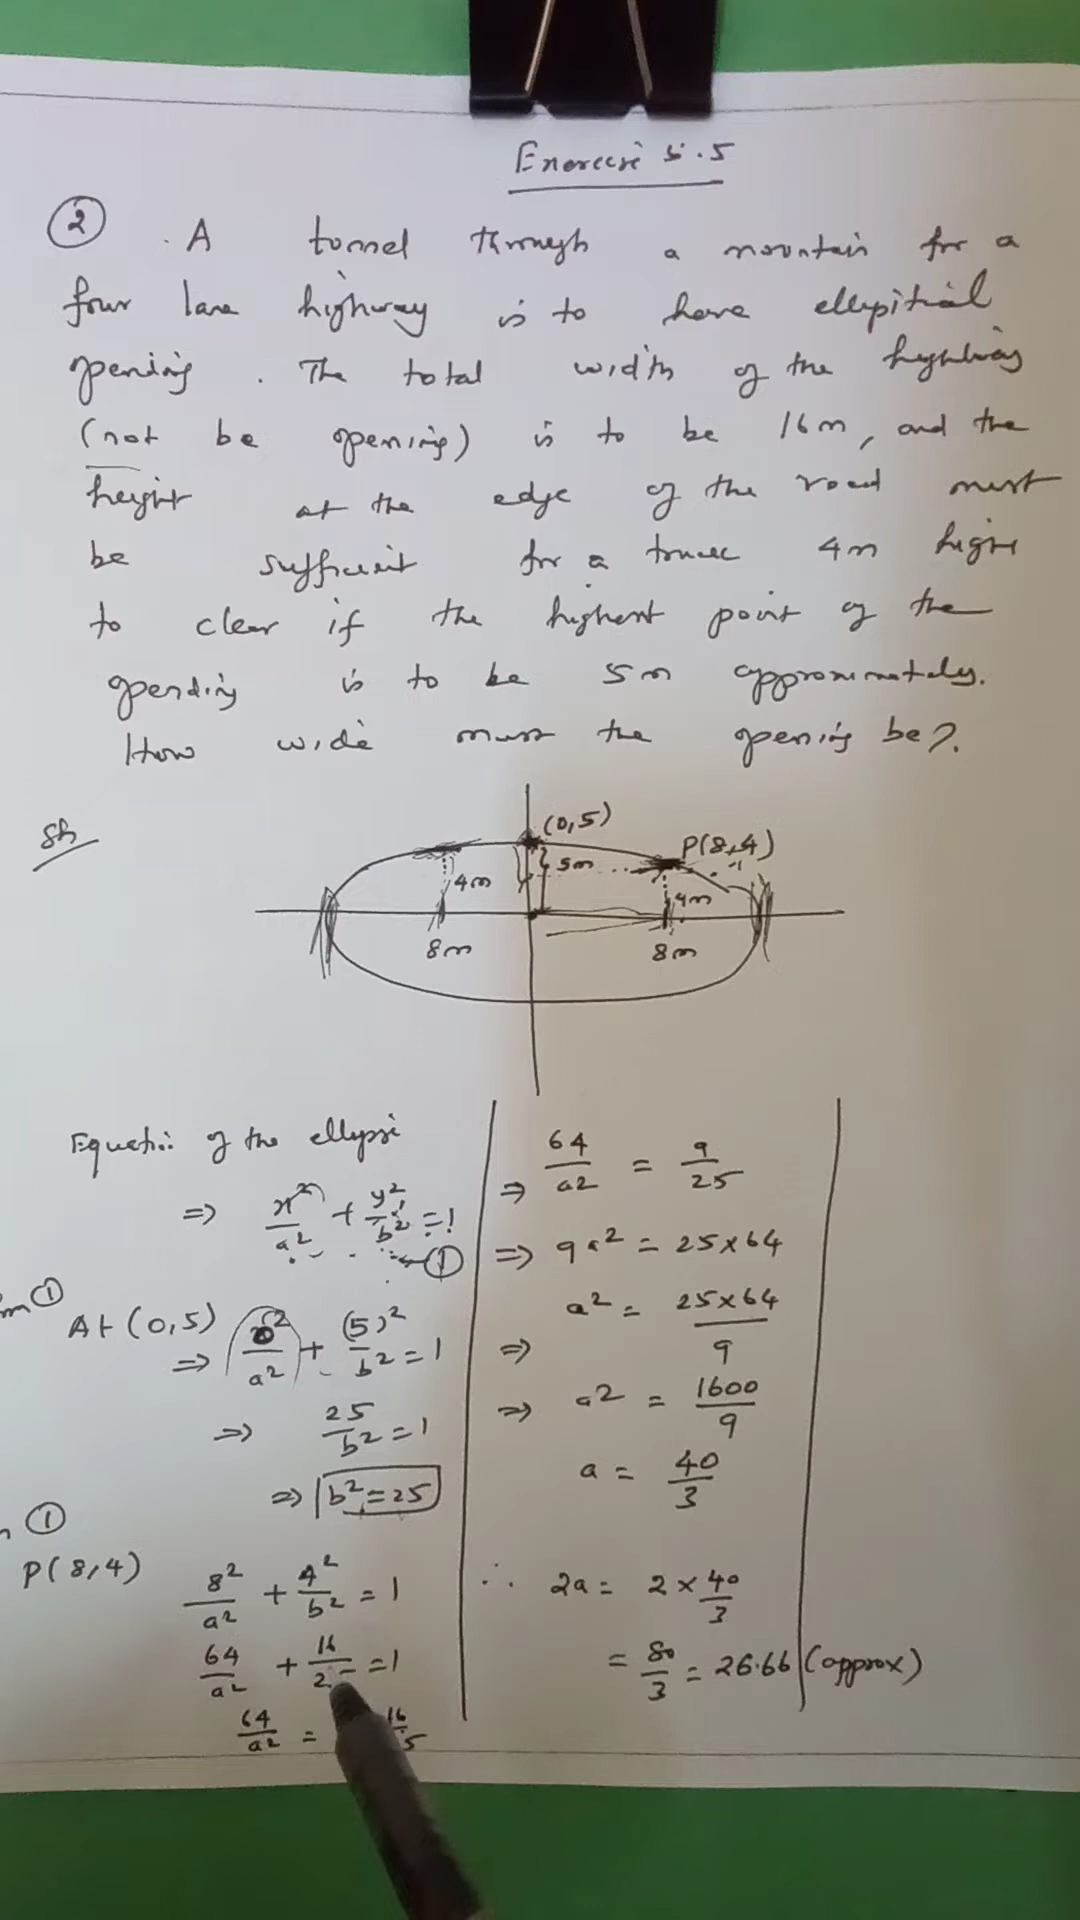 Exercise 5.5
② A tunnel through a mountain for a
four lane highway is to have elliptical
opening. The total width of the highway
(not be opening) is to be 16m, and the
height at the edge of the road must
be sufficient for a truck 4m high
to clear if the highest point of the
opening is to be 5m approximately.
How wide must the opening be?
Sln
(0,5)
P(8,4)
5m
4m
4m
8m
8m
Equation of the ellipse
⇒ x²/a² + y²/b² = 1
①
①
At (0,5)
⇒ 0²/a² + (5)²/b² = 1
⇒ 25/b² = 1
⇒ b² = 25
①
P(8,4)
8²/a² + 4²/b² = 1
64/a² + 16/2 = 1
64/a² = 16/5
⇒ 64/a² = 9/25
⇒ 9a² = 25×64
⇒ a² = 25×64/9
⇒ a² = 1600/9
a = 40/3
∴ 2a = 2 × 40/3
= 80/3 = 26.66 (approx)